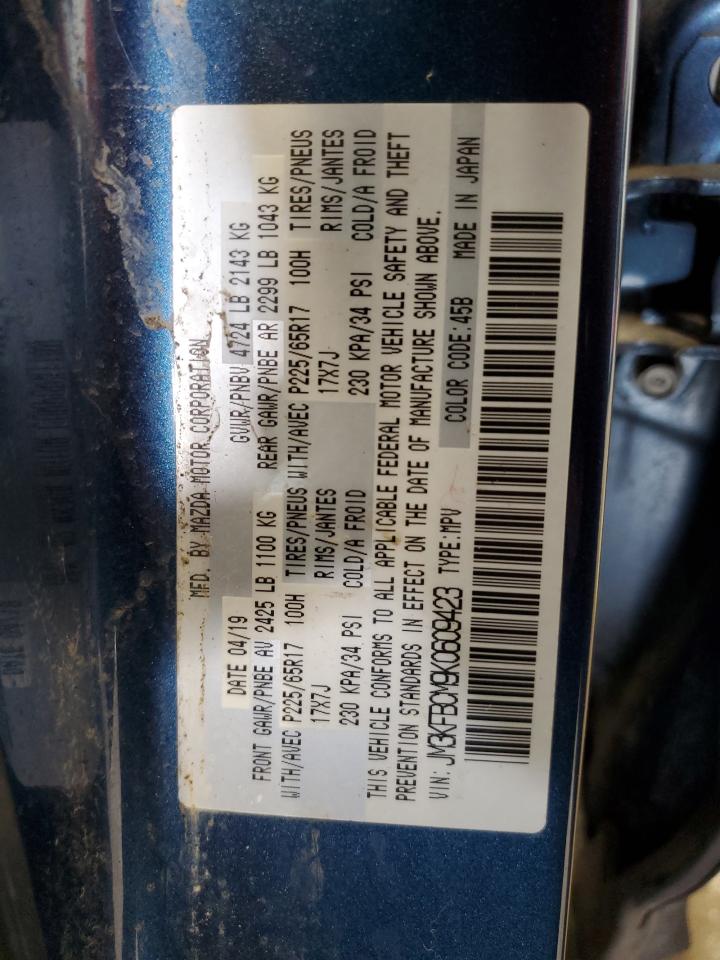 MFD. BY MAZDA MOTOR CORPORATION
DATE 04/19 GVWR/PNBV 4724 LB 2143 KG
FRONT GAWR/PNBE AV 2425 LB 1100 KG REAR GAWR/PNBE AR 2299 LB 1043 KG
WITH/AVEC P225/65R17 100H TIRES/PNEUS WITH/AVEC P225/65R17 100H TIRES/PNEUS
17X7J RIMS/JANTES 17X7J RIMS/JANTES
230 KPA/34 PSI COLD/A FROID 230 KPA/34 PSI COLD/A FROID
THIS VEHICLE CONFORMS TO ALL APPLICABLE FEDERAL MOTOR VEHICLE SAFETY AND THEFT
PREVENTION STANDARDS IN EFFECT ON THE DATE OF MANUFACTURE SHOWN ABOVE.
VIN: JM3KFBCM9K0609423 TYPE:MPV COLOR CODE:45B MADE IN JAPAN